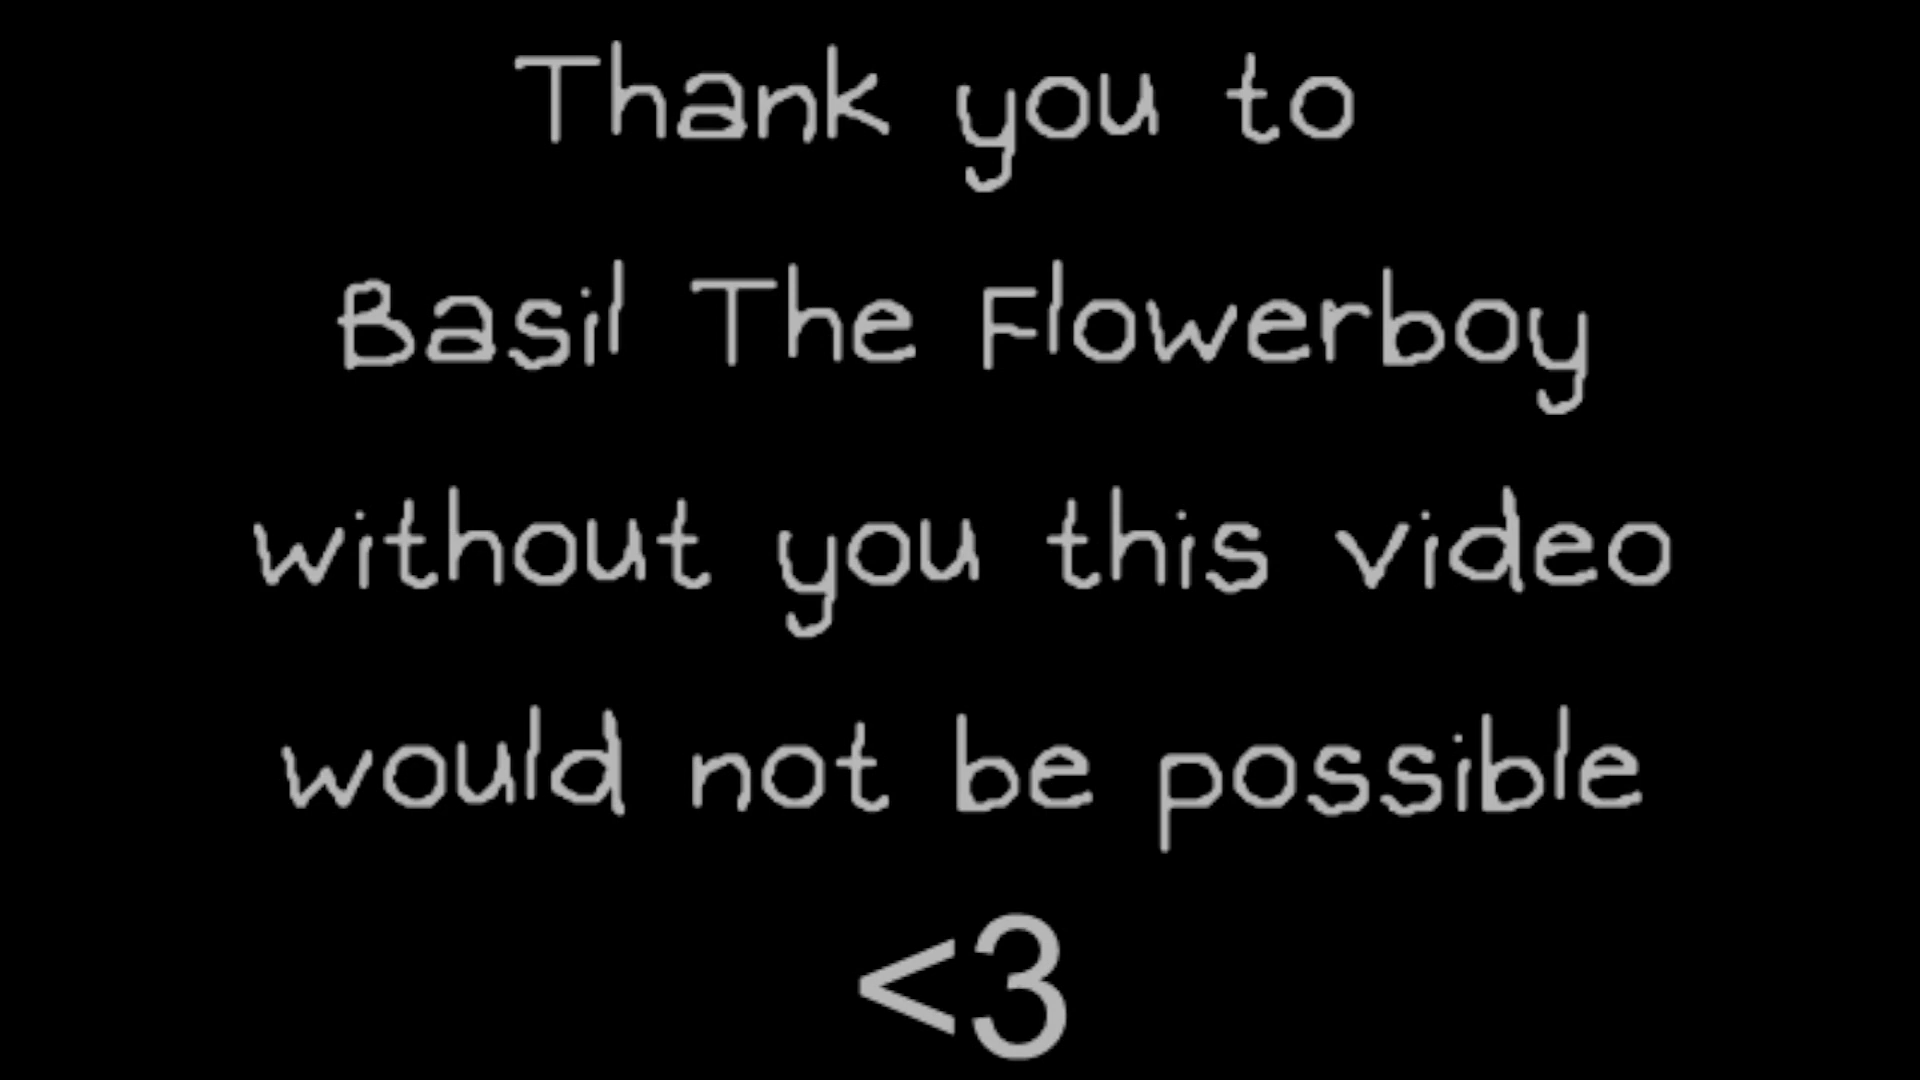 Thank you to
Basil The Flowerboy
without you this video
would not be possible
<3